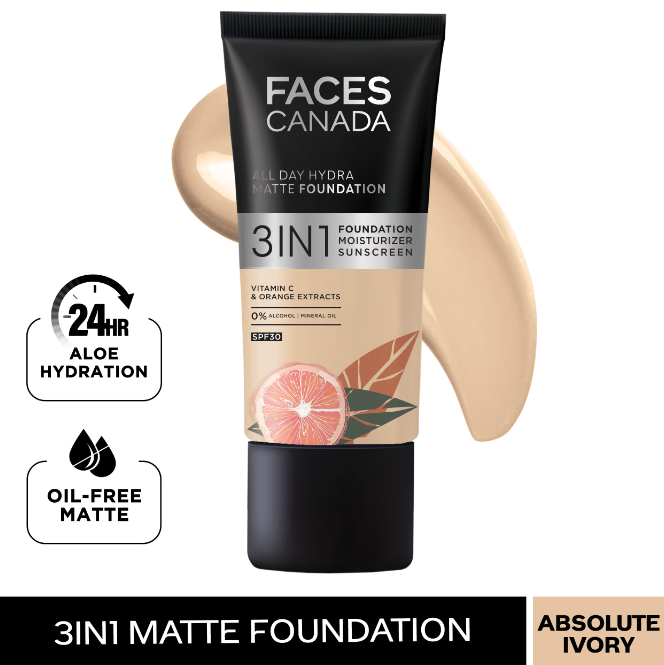 FACES
CANADA
ALL DAY HYDRA
MATTE FOUNDATION
3IN1
FOUNDATION
MOISTURIZER
SUNSCREEN
VITAMIN C
& ORANGE EXTRACTS
0% ALCOHOL | MINERAL OIL
SPF30
24HR
ALOE
HYDRATION
OIL-FREE
MATTE
3IN1 MATTE FOUNDATION
ABSOLUTE
IVORY